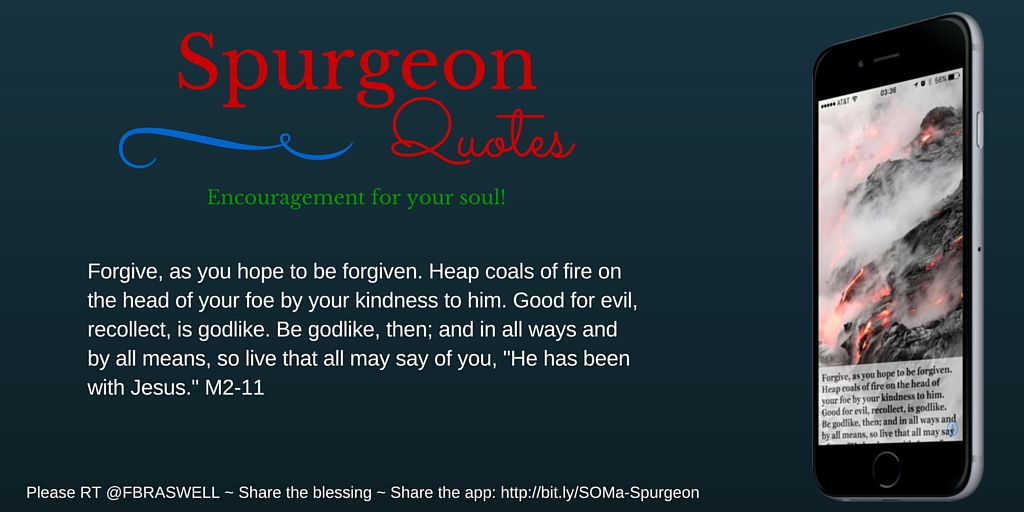 Spurgeon
Quotes
Encouragement for your soul!
Forgive, as you hope to be forgiven. Heap coals of fire on
the head of your foe by your kindness to him. Good for evil,
recollect, is godlike. Be godlike, then; and in all ways and
by all means, so live that all may say of you, "He has been
with Jesus." M2-11
Please RT @FBRASWELL ~ Share the blessing ~ Share the app: http://bit.ly/SOMa-Spurgeon
AT&T 03:36 56%
Forgive, as you hope to be forgiven.
Heap coals of fire on the head of
your foe by your kindness to him.
Good for evil, recollect, is godlike.
Be godlike, then; and in all ways and
by all means, so live that all may say